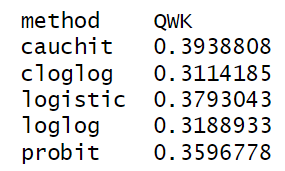 method QWK
cauchit 0.3938808
cloglog 0.3114185
logistic 0.3793043
loglog 0.3188933
probit 0.3596778